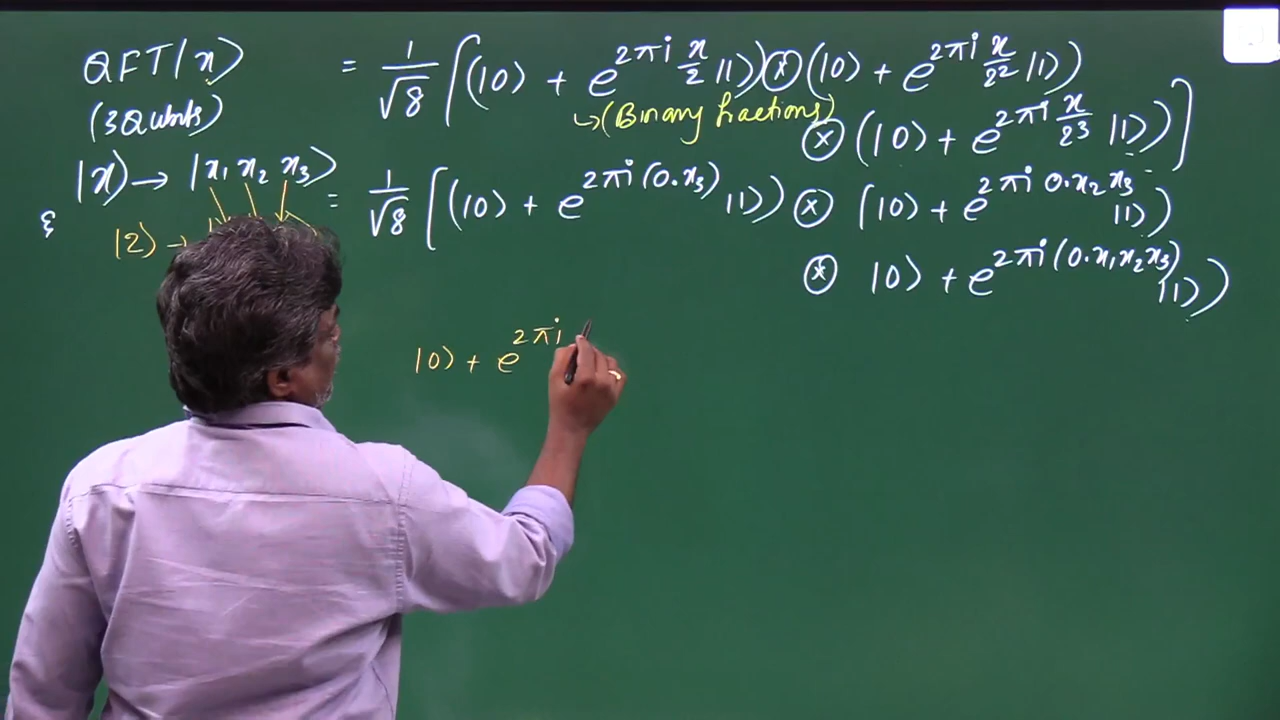 QFT|x⟩ = 1/√8 [(|0⟩ + e^{2πi x/2} |1⟩) ⊗ (|0⟩ + e^{2πi x/2²} |1⟩)
(3 Qubits) ↳ (Binary fractions) ⊗ (|0⟩ + e^{2πi x/2³} |1⟩)]
|x⟩ → |x₁ x₂ x₃⟩ = 1/√8 [(|0⟩ + e^{2πi (0.x₃)} |1⟩) ⊗ (|0⟩ + e^{2πi 0.x₂x₃} |1⟩)
|2⟩ → ⊗ |0⟩ + e^{2πi (0.x₁x₂x₃)} |1⟩)
|0⟩ + e^{2πi